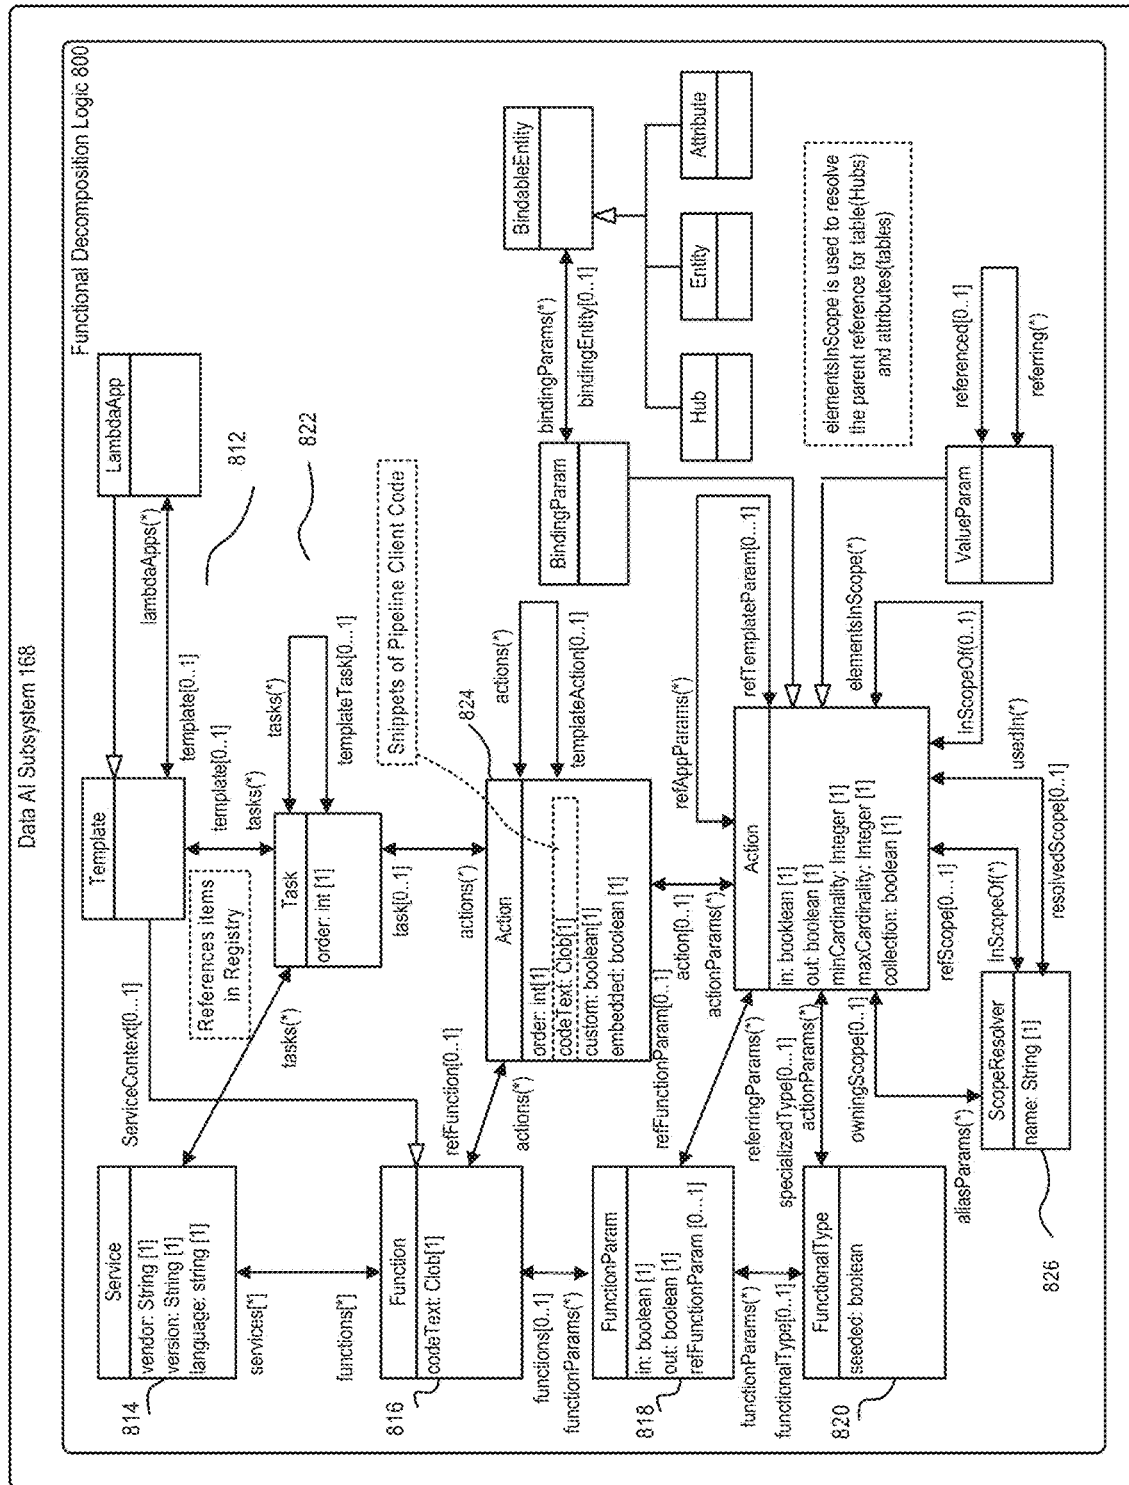 Data AI Subsystem 168
Functional Decomposition Logic 800
Service
vendor: String [1]
version: String [1]
language: string [1]
814
services[*]
functions[*]
Function
codeText: Clob[1]
816
functions[0..1]
functionParams(*)
FunctionParam
in: boolean [1]
out: boolean [1]
refFunctionParam [0...1]
818
functionParams(*)
functionalType[0..1]
FunctionalType
seeded: boolean
820
ServiceContext[0..1]
References items
in Registry
tasks(*)
refFunction[0..1]
actions(*)
refFunctionParam[0..1]
referringParams(*)
specializedType[0..1]
actionParams(*)
owningScope[0..1]
aliasParams(*)
Template
template[0..1]
tasks(*)
Task
order: int [1]
task[0..1]
actions(*)
Action
order: int[1]
codeText: Clob[1]
custom: boolean[1]
embedded: boolean [1]
824
action[0..1]
actionParams(*)
Action
in: booklean [1]
out: boolean [1]
minCardinality: Integer [1]
maxCardinality: Integer [1]
collection: boolean [1]
refScope[0..1]
InScopeOf(*)
ScopeResolver
name: String [1]
826
resolvedScope[0..1]
usedIn(*)
LambdaApp
lambdaApps(*)
template[0..1]
812
822
tasks(*)
templateTask[0...1]
Snippets of Pipeline Client Code
actions(*)
templateAction[0..1]
refAppParams(*)
refTemplateParam[0...1]
elementsInScope(*)
InScopeOf(0..1)
BindingParam
bindingParams(*)
bindingEntity[0..1]
BindableEntity
Hub
Entity
Attribute
elementsInScope is used to resolve
the parent reference for table(Hubs)
and attributes(tables)
ValueParam
referenced[0..1]
referring(*)